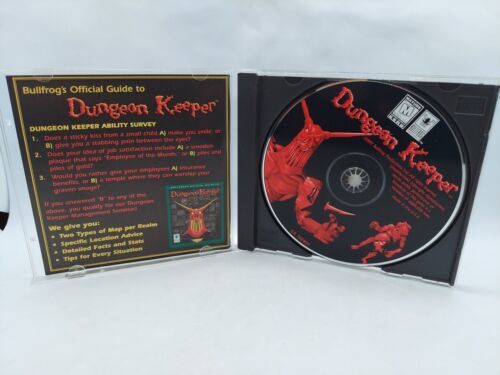 Bullfrog's Official Guide to
Dungeon Keeper
DUNGEON KEEPER ABILITY SURVEY
1. Does a sticky kiss from a small child A) make you smile, or
B) give you a stabbing pain between the eyes?
2. Does your idea of job satisfaction include A) a wooden
plaque that says "Employee of the Month," or B) piles and
piles of gold?
3. Would you rather give your employees A) insurance
benefits, or B) a temple where they can worship your
graven image?
If you answered "B" to any of the
above, you qualify for our Dungeon
Keeper Management Seminar!
We give you:
• Two Types of Map per Realm
• Specific Location Advice
• Detailed Facts and Stats
• Tips for Every Situation
Dungeon Keeper
Dungeon Keeper
M